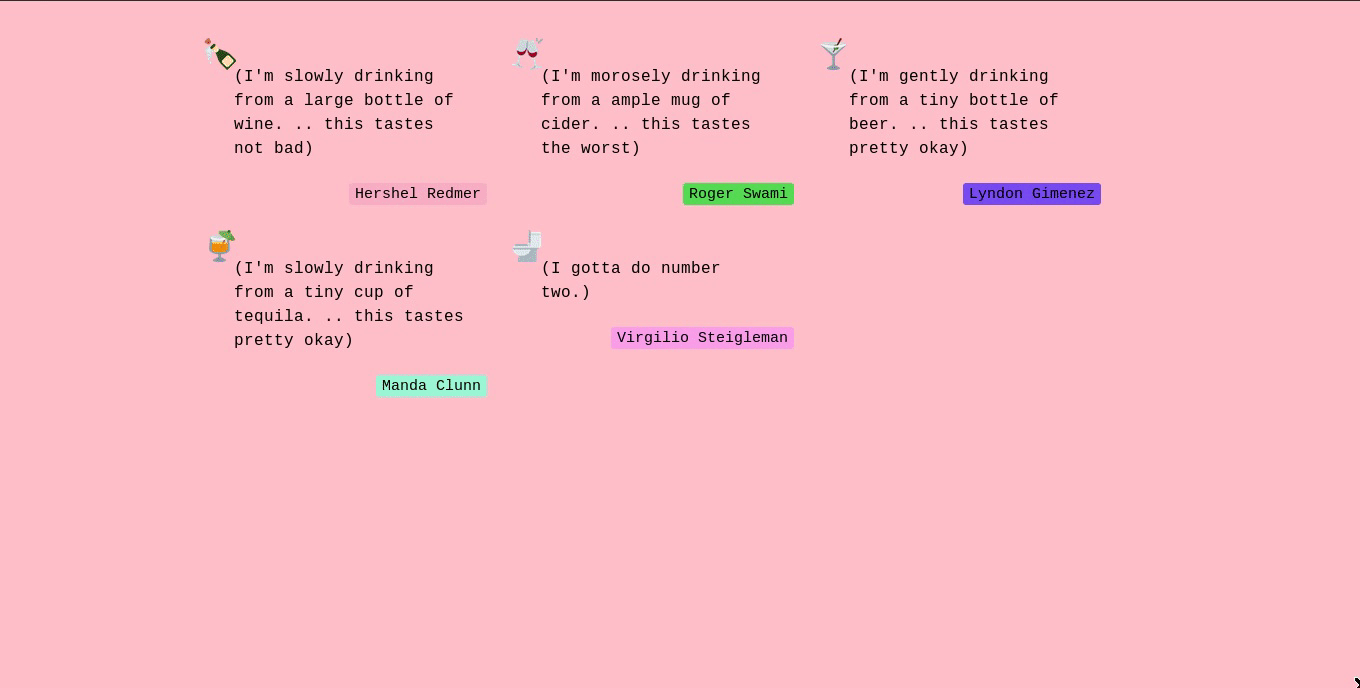 (I'm slowly drinking
from a large bottle of
wine. .. this tastes
not bad)
Hershel Redmer
(I'm morosely drinking
from a ample mug of
cider. .. this tastes
the worst)
Roger Swami
(I'm gently drinking
from a tiny bottle of
beer. .. this tastes
pretty okay)
Lyndon Gimenez
(I'm slowly drinking
from a tiny cup of
tequila. .. this tastes
pretty okay)
Manda Clunn
(I gotta do number
two.)
Virgilio Steigleman